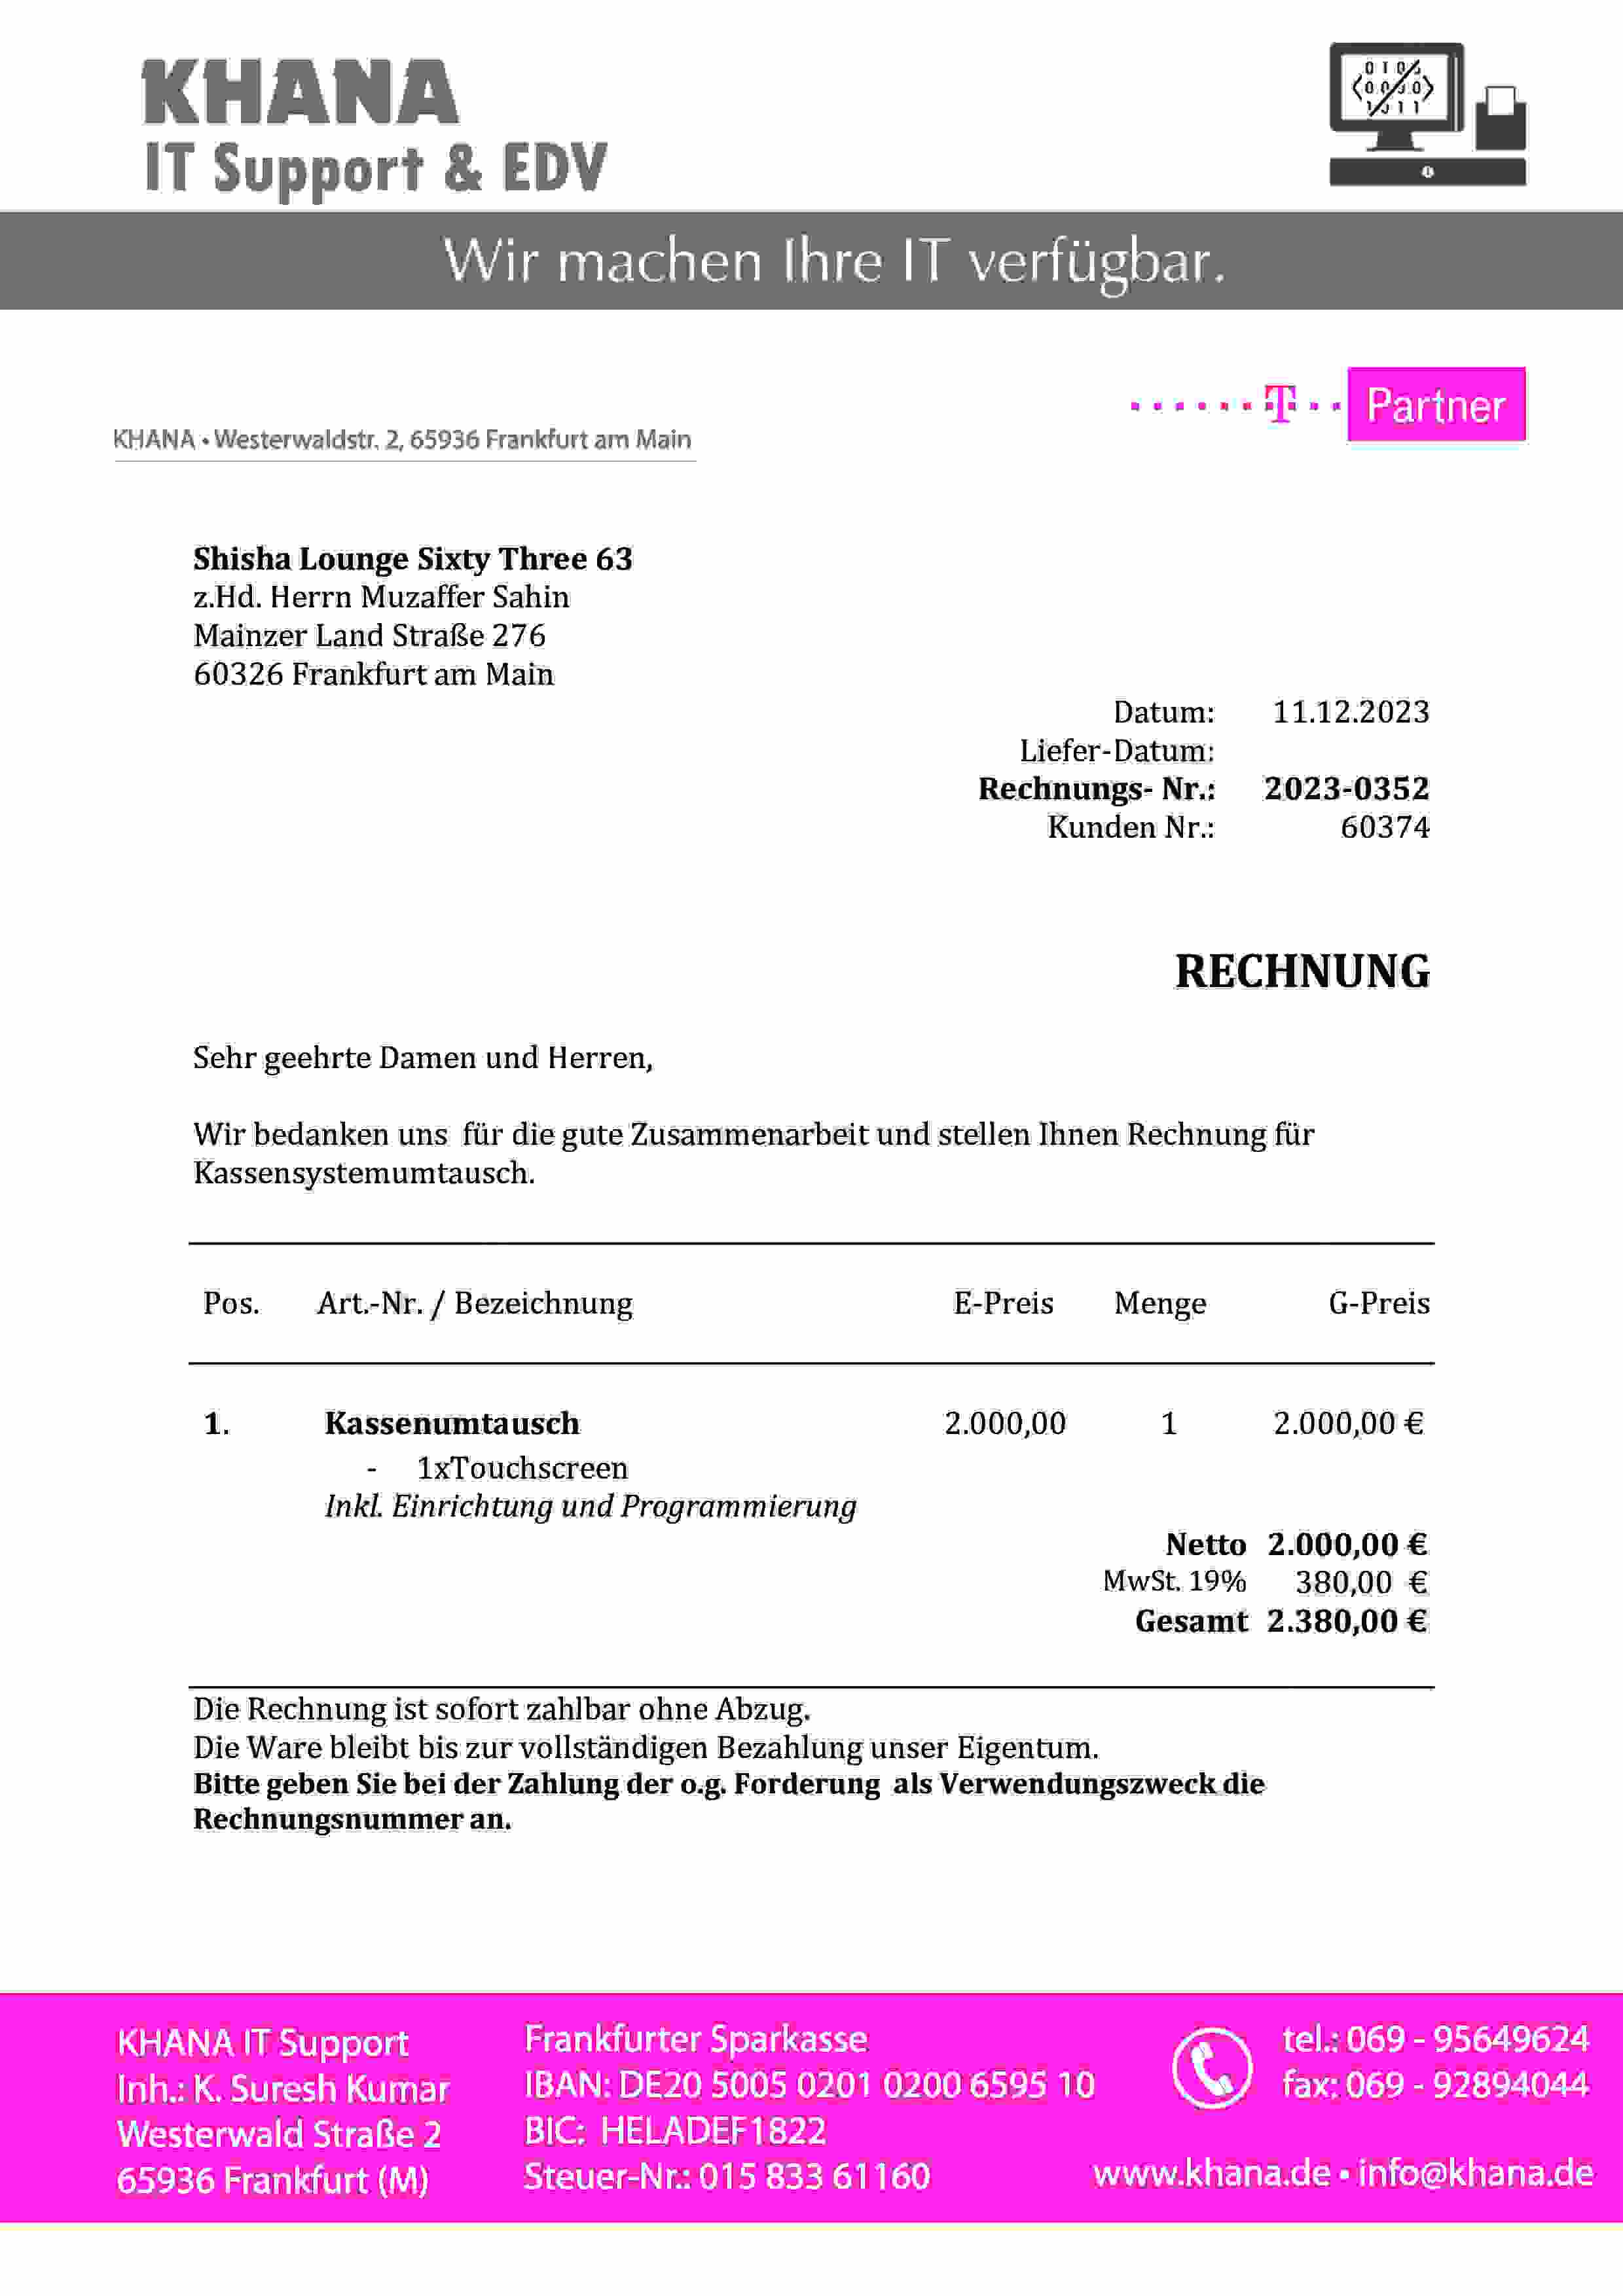 KHANA
IT Support & EDV
Wir machen Ihre IT verfügbar.
T Partner
KHANA • Westerwaldstr. 2, 65936 Frankfurt am Main
Shisha Lounge Sixty Three 63
z.Hd. Herrn Muzaffer Sahin
Mainzer Land Straße 276
60326 Frankfurt am Main
Datum: 11.12.2023
Liefer-Datum:
Rechnungs- Nr.: 2023-0352
Kunden Nr.: 60374
RECHNUNG
Sehr geehrte Damen und Herren,
Wir bedanken uns für die gute Zusammenarbeit und stellen Ihnen Rechnung für
Kassensystemumtausch.
Pos. Art.-Nr. / Bezeichnung E-Preis Menge G-Preis
1. Kassenumtausch 2.000,00 1 2.000,00 €
- 1xTouchscreen
Inkl. Einrichtung und Programmierung
Netto 2.000,00 €
MwSt. 19% 380,00 €
Gesamt 2.380,00 €
Die Rechnung ist sofort zahlbar ohne Abzug.
Die Ware bleibt bis zur vollständigen Bezahlung unser Eigentum.
Bitte geben Sie bei der Zahlung der o.g. Forderung als Verwendungszweck die
Rechnungsnummer an.
KHANA IT Support
Inh.: K. Suresh Kumar
Westerwald Straße 2
65936 Frankfurt (M)
Frankfurter Sparkasse
IBAN: DE20 5005 0201 0200 6595 10
BIC: HELADEF1822
Steuer-Nr.: 015 833 61160
tel.: 069 - 95649624
fax: 069 - 92894044
www.khana.de • info@khana.de